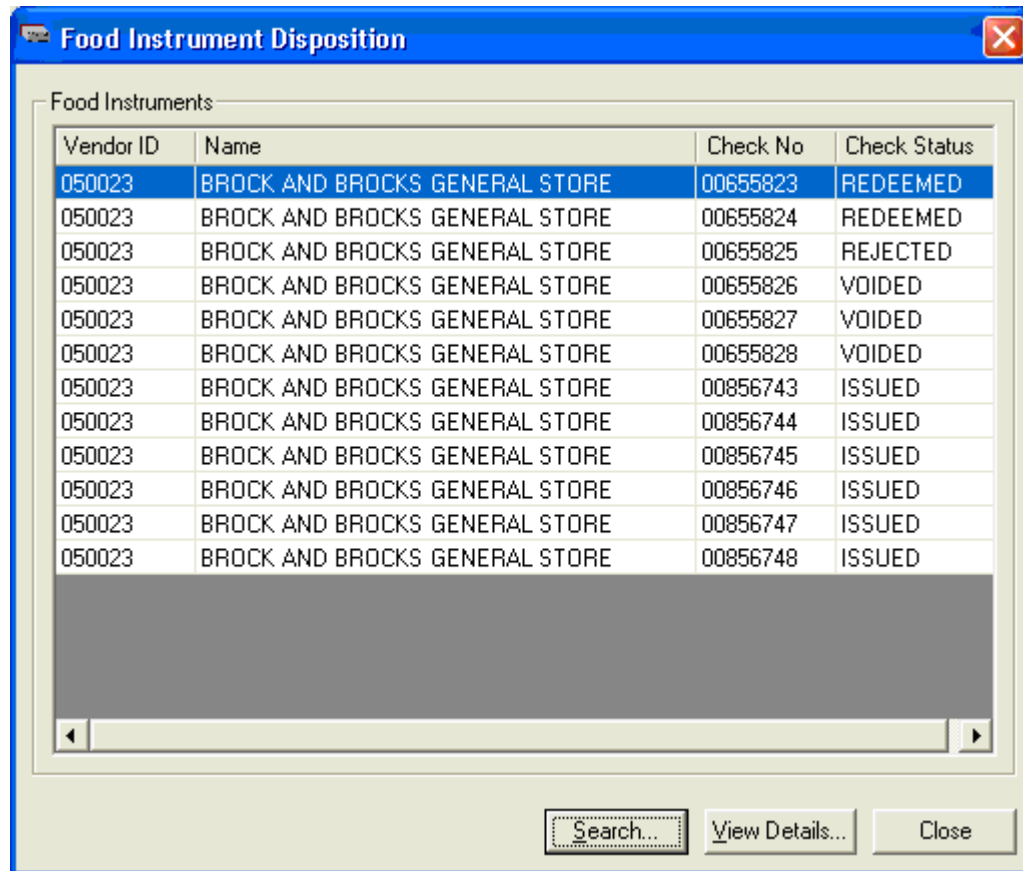 Food Instrument Disposition
Food Instruments
Vendor ID Name Check No Check Status
050023 BROCK AND BROCKS GENERAL STORE 00655823 REDEEMED
050023 BROCK AND BROCKS GENERAL STORE 00655824 REDEEMED
050023 BROCK AND BROCKS GENERAL STORE 00655825 REJECTED
050023 BROCK AND BROCKS GENERAL STORE 00655826 VOIDED
050023 BROCK AND BROCKS GENERAL STORE 00655827 VOIDED
050023 BROCK AND BROCKS GENERAL STORE 00655828 VOIDED
050023 BROCK AND BROCKS GENERAL STORE 00856743 ISSUED
050023 BROCK AND BROCKS GENERAL STORE 00856744 ISSUED
050023 BROCK AND BROCKS GENERAL STORE 00856745 ISSUED
050023 BROCK AND BROCKS GENERAL STORE 00856746 ISSUED
050023 BROCK AND BROCKS GENERAL STORE 00856747 ISSUED
050023 BROCK AND BROCKS GENERAL STORE 00856748 ISSUED
Search... View Details... Close